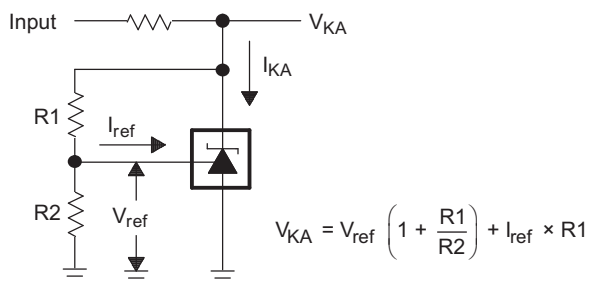 Input
V_KA
I_KA
R1
I_ref
R2
V_ref
V_KA = V_ref (1 + R1/R2) + I_ref × R1